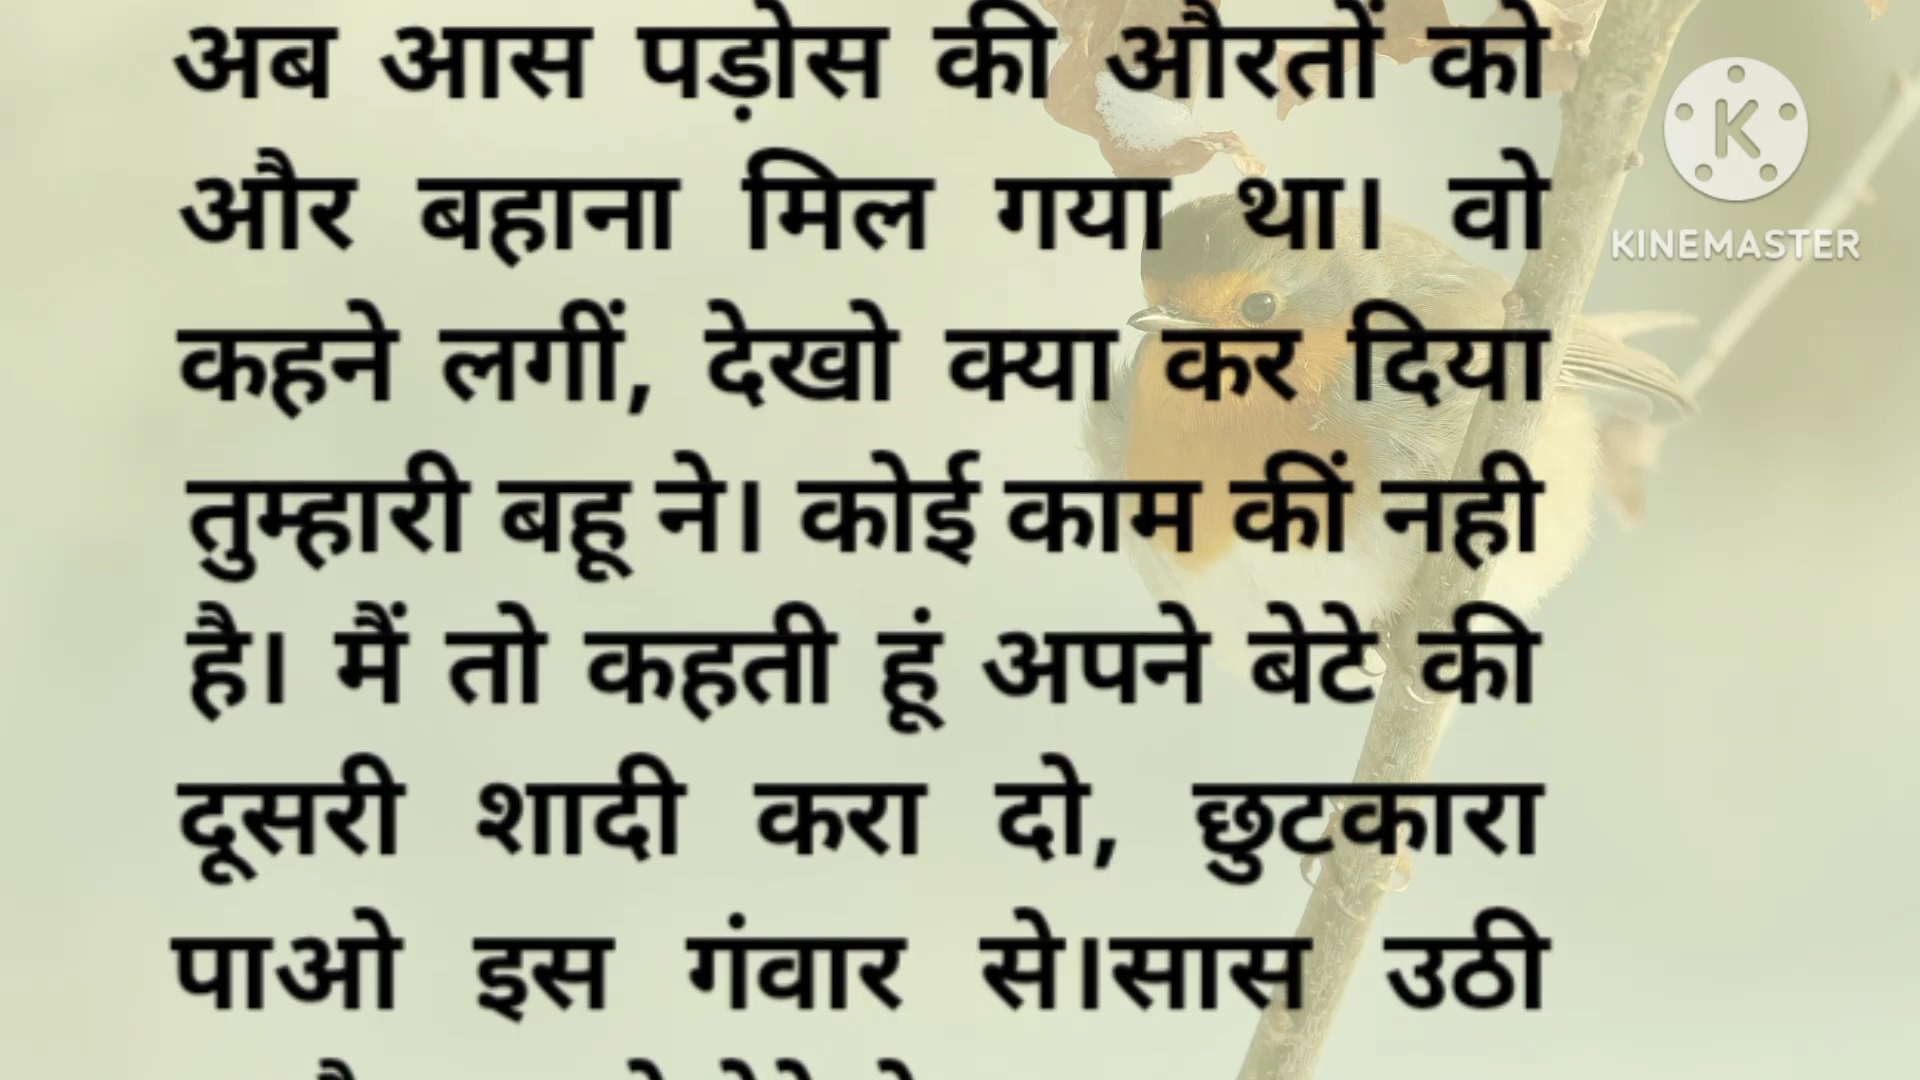 अब आस पड़ोस की औरतों को
और बहाना मिल गया था। वो
कहने लगीं, देखो क्या कर दिया
तुम्हारी बहू ने। कोई काम कीं नही
है। मैं तो कहती हूं अपने बेटे की
दूसरी शादी करा दो, छुटकारा
पाओ इस गंवार से।सास उठी
K
KINEMASTER